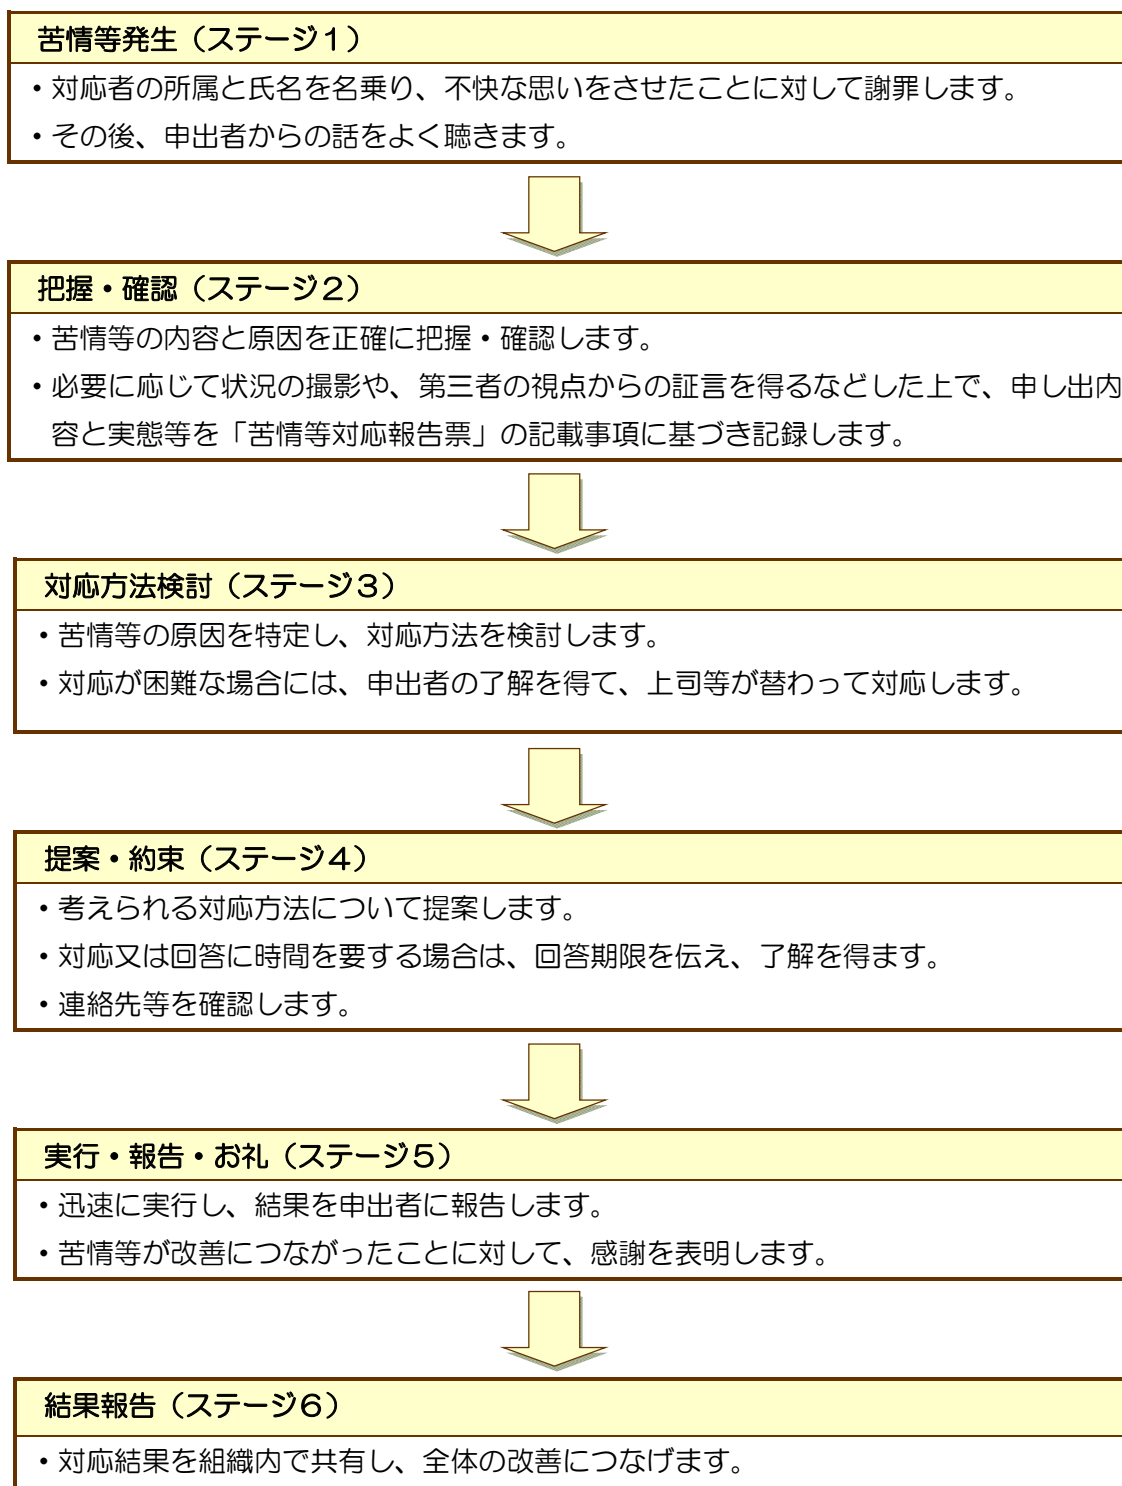 苦情等発生（ステージ１）
・対応者の所属と氏名を名乗り、不快な思いをさせたことに対して謝罪します。
・その後、申出者からの話をよく聴きます。
把握・確認（ステージ２）
・苦情等の内容と原因を正確に把握・確認します。
・必要に応じて状況の撮影や、第三者の視点からの証言を得るなどした上で、申し出内
容と実態等を「苦情等対応報告票」の記載事項に基づき記録します。
対応方法検討（ステージ３）
・苦情等の原因を特定し、対応方法を検討します。
・対応が困難な場合には、申出者の了解を得て、上司等が替わって対応します。
提案・約束（ステージ４）
・考えられる対応方法について提案します。
・対応又は回答に時間を要する場合は、回答期限を伝え、了解を得ます。
・連絡先等を確認します。
実行・報告・お礼（ステージ５）
・迅速に実行し、結果を申出者に報告します。
・苦情等が改善につながったことに対して、感謝を表明します。
結果報告（ステージ６）
・対応結果を組織内で共有し、全体の改善につなげます。